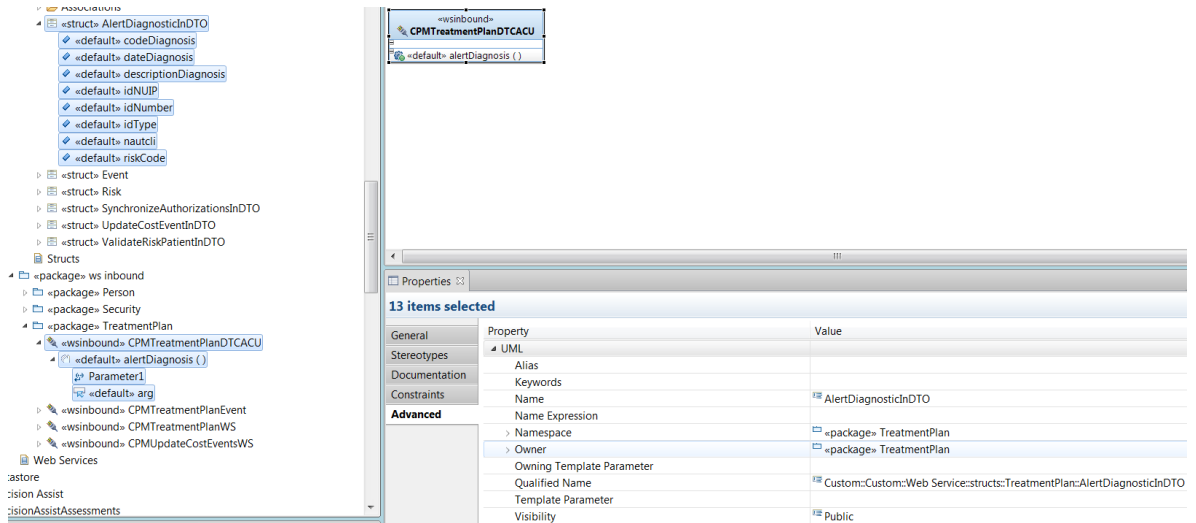 Associations
«struct» AlertDiagnosticInDTO
«default» codeDiagnosis
«default» dateDiagnosis
«default» descriptionDiagnosis
«default» idNUIP
«default» idNumber
«default» idType
«default» nautcli
«default» riskCode
«struct» Event
«struct» Risk
«struct» SynchronizeAuthorizationsInDTO
«struct» UpdateCostEventInDTO
«struct» ValidateRiskPatientInDTO
Structs
«package» ws inbound
«package» Person
«package» Security
«package» TreatmentPlan
«wsinbound» CPMTreatmentPlanDTCACU
«default» alertDiagnosis ( )
Parameter1
«default» arg
«wsinbound» CPMTreatmentPlanEvent
«wsinbound» CPMTreatmentPlanWS
«wsinbound» CPMUpdateCostEventsWS
Web Services
tastore
cision Assist
cisionAssistAssessments
«wsinbound»
CPMTreatmentPlanDTCACU
«default» alertDiagnosis ( )
Properties
13 items selected
General
Stereotypes
Documentation
Constraints
Advanced
Property Value
UML
Alias
Keywords
Name AlertDiagnosticInDTO
Name Expression
Namespace «package» TreatmentPlan
Owner «package» TreatmentPlan
Owning Template Parameter
Qualified Name Custom::Custom::Web Service::structs::TreatmentPlan::AlertDiagnosticInDTO
Template Parameter
Visibility Public